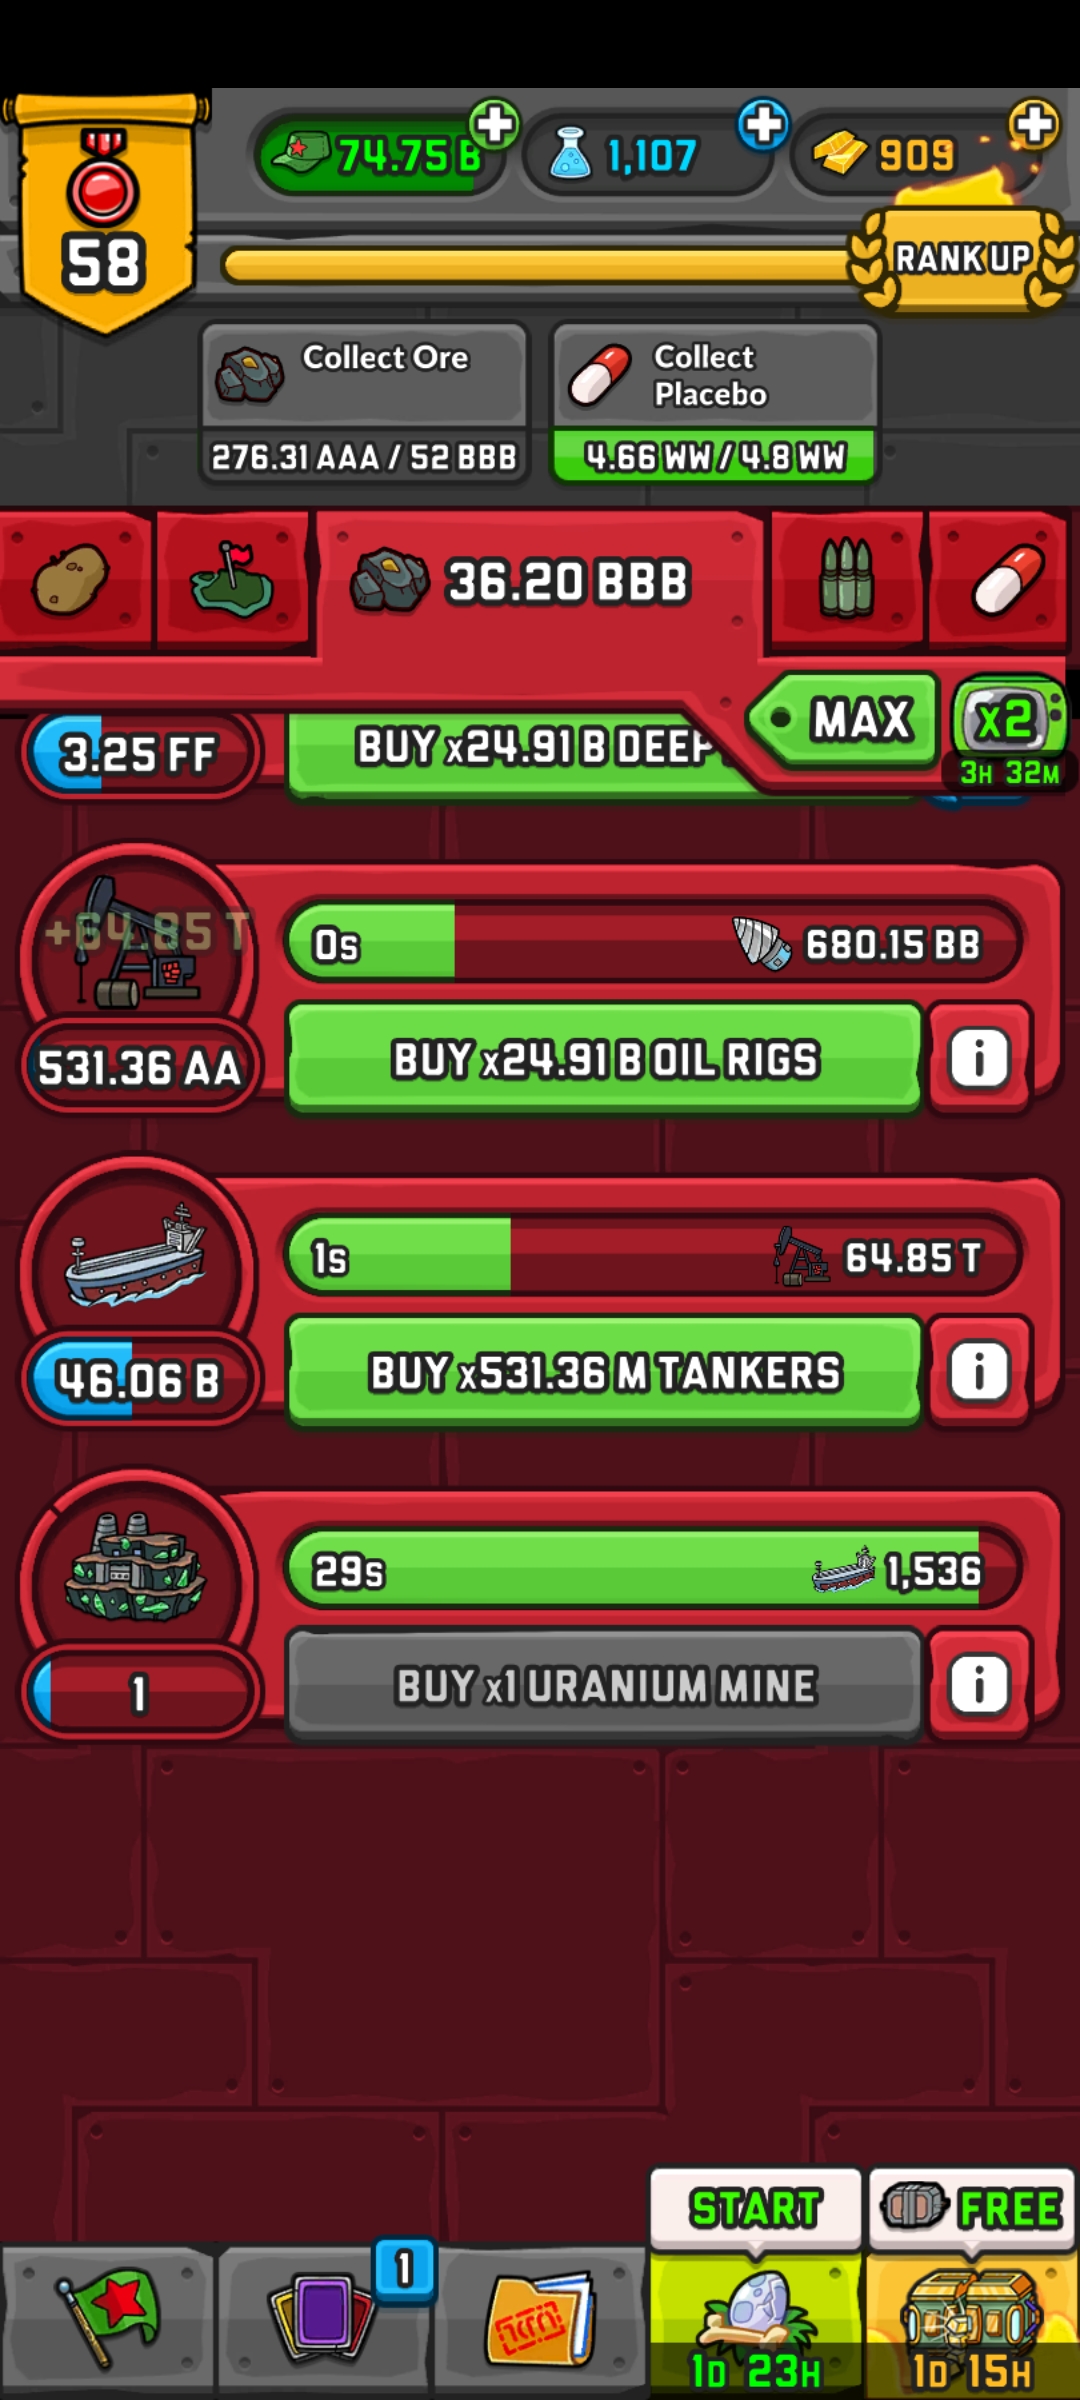 74.75 B
1,107
909
58
RANK UP
Collect Ore
276.31 AAA / 52 BBB
Collect
Placebo
4.66 WW / 4.8 WW
36.20 BBB
MAX
x2
3H 32M
3.25 FF
BUY x24.91 B DEEP
+64.85 T
0s
680.15 BB
531.36 AA
BUY x24.91 B OIL RIGS
i
1s
64.85 T
46.06 B
BUY x531.36 M TANKERS
i
29s
1,536
1
BUY x1 URANIUM MINE
i
START
FREE
1
1D 23H
1D 15H